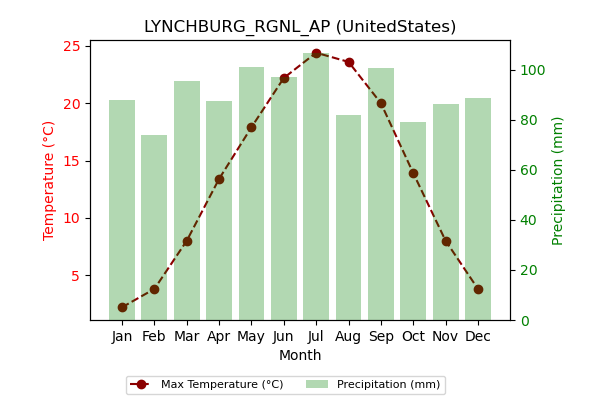 LYNCHBURG_RGNL_AP (UnitedStates)
25
20
15
10
5
Temperature (°C)
100
80
60
40
20
0
Precipitation (mm)
Jan Feb Mar Apr May Jun Jul Aug Sep Oct Nov Dec
Month
Max Temperature (°C) Precipitation (mm)